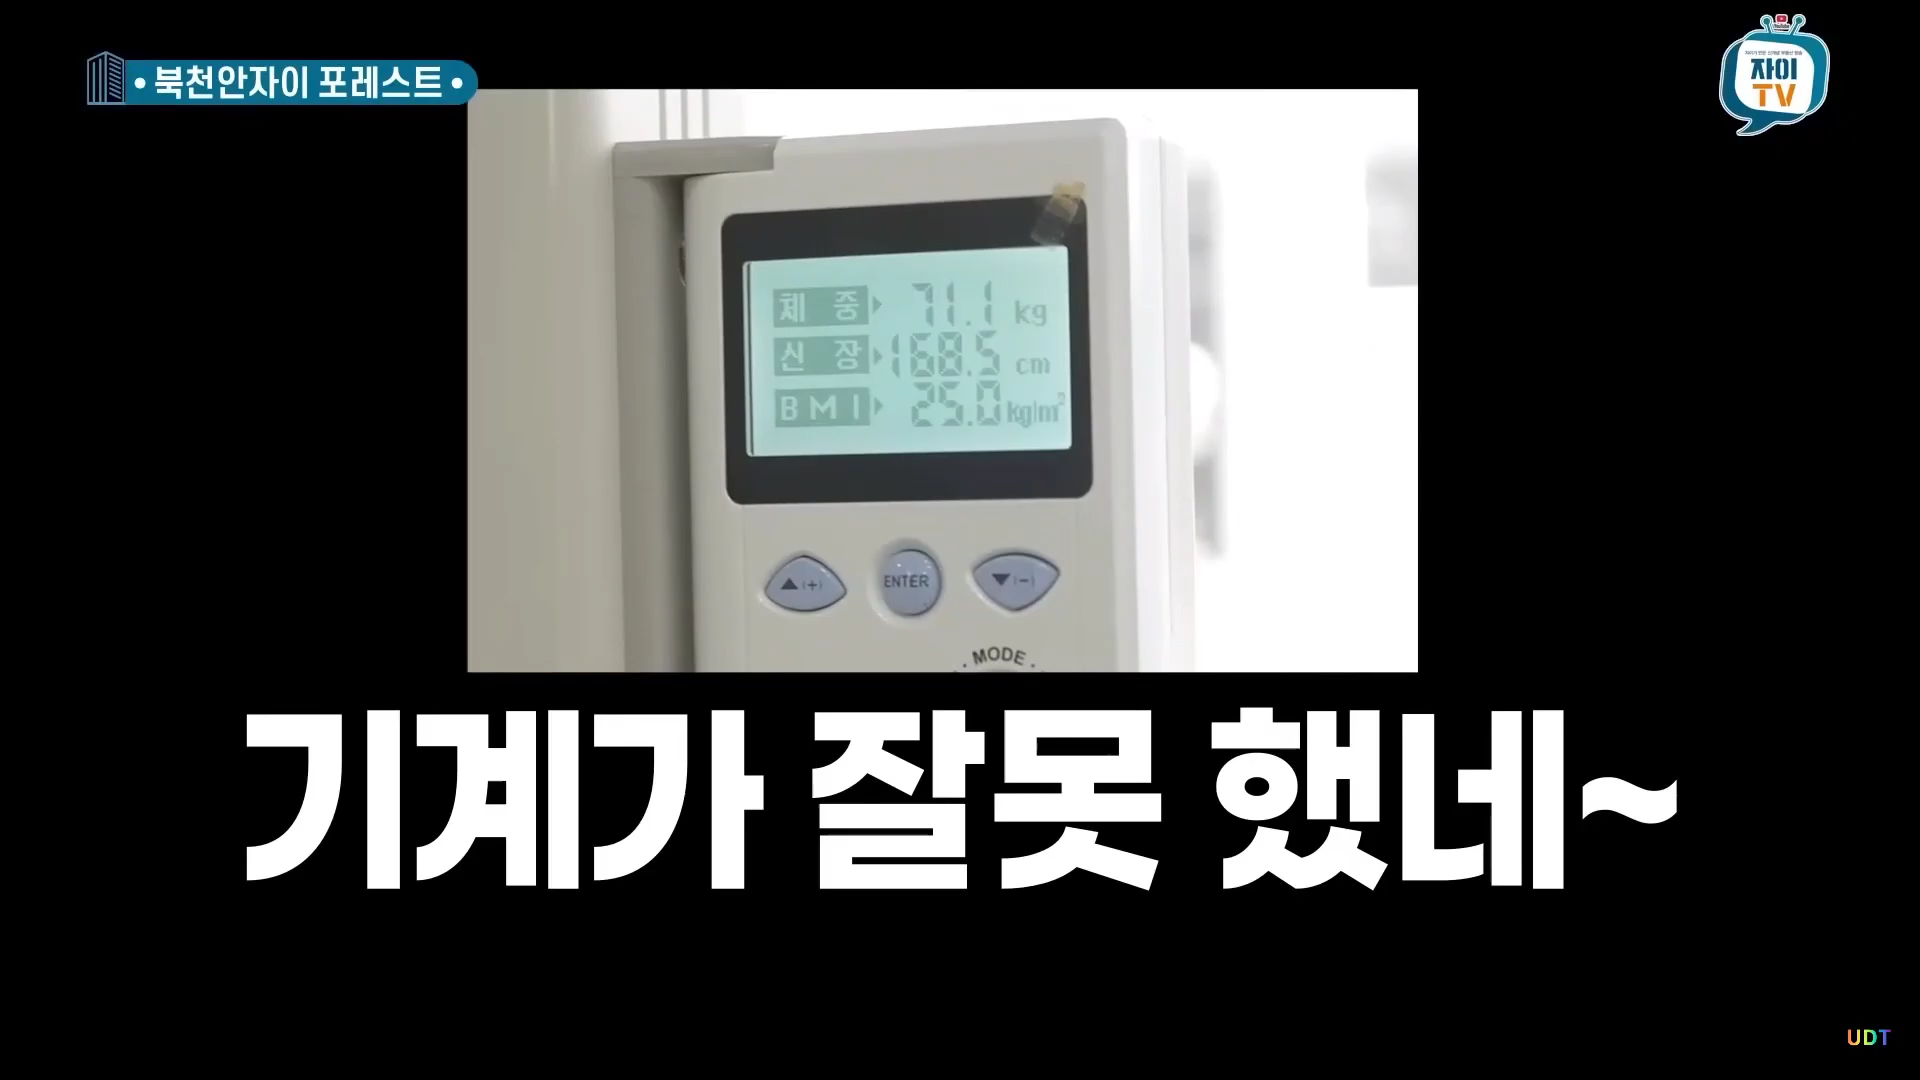 • 북천안자이 포레스트 •
자이
TV
체 중 71.1 kg
신 장 168.5 cm
BMI 25.0 kg/m²
▲(+) ENTER ▼(-)
· MODE ·
기계가 잘못 했네~
UDT